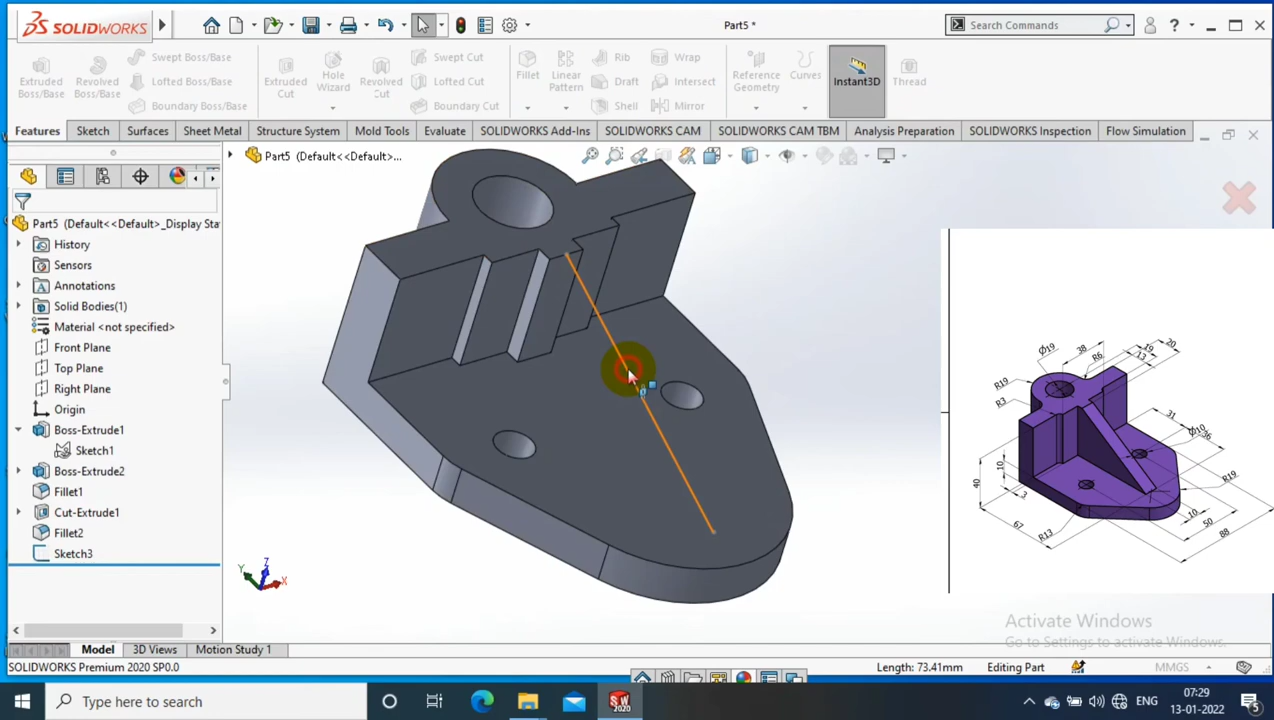 SOLIDWORKS
Part5 *
Search Commands
Extruded Boss/Base
Revolved Boss/Base
Swept Boss/Base
Lofted Boss/Base
Boundary Boss/Base
Extruded Cut
Hole Wizard
Revolved Cut
Swept Cut
Lofted Cut
Boundary Cut
Fillet
Linear Pattern
Rib
Draft
Shell
Wrap
Intersect
Mirror
Reference Geometry
Curves
Instant3D
Thread
Features
Sketch
Surfaces
Sheet Metal
Structure System
Mold Tools
Evaluate
SOLIDWORKS Add-Ins
SOLIDWORKS CAM
SOLIDWORKS CAM TBM
Analysis Preparation
SOLIDWORKS Inspection
Flow Simulation
Part5 (Default<<Default>...
Part5 (Default<<Default>_Display Sta
History
Sensors
Annotations
Solid Bodies(1)
Material <not specified>
Front Plane
Top Plane
Right Plane
Origin
Boss-Extrude1
Sketch1
Boss-Extrude2
Fillet1
Cut-Extrude1
Fillet2
Sketch3
Z
Y
X
Ø19
38
R6
19
13
20
R19
R3
31
Ø10
36
40
10
3
67
R13
R19
10
50
88
Activate Windows
Go to Settings to activate Windows.
Model
3D Views
Motion Study 1
SOLIDWORKS Premium 2020 SP0.0
Length: 73.41mm
Editing Part
MMGS
Type here to search
SW
2020
ENG
07:29
13-01-2022
5